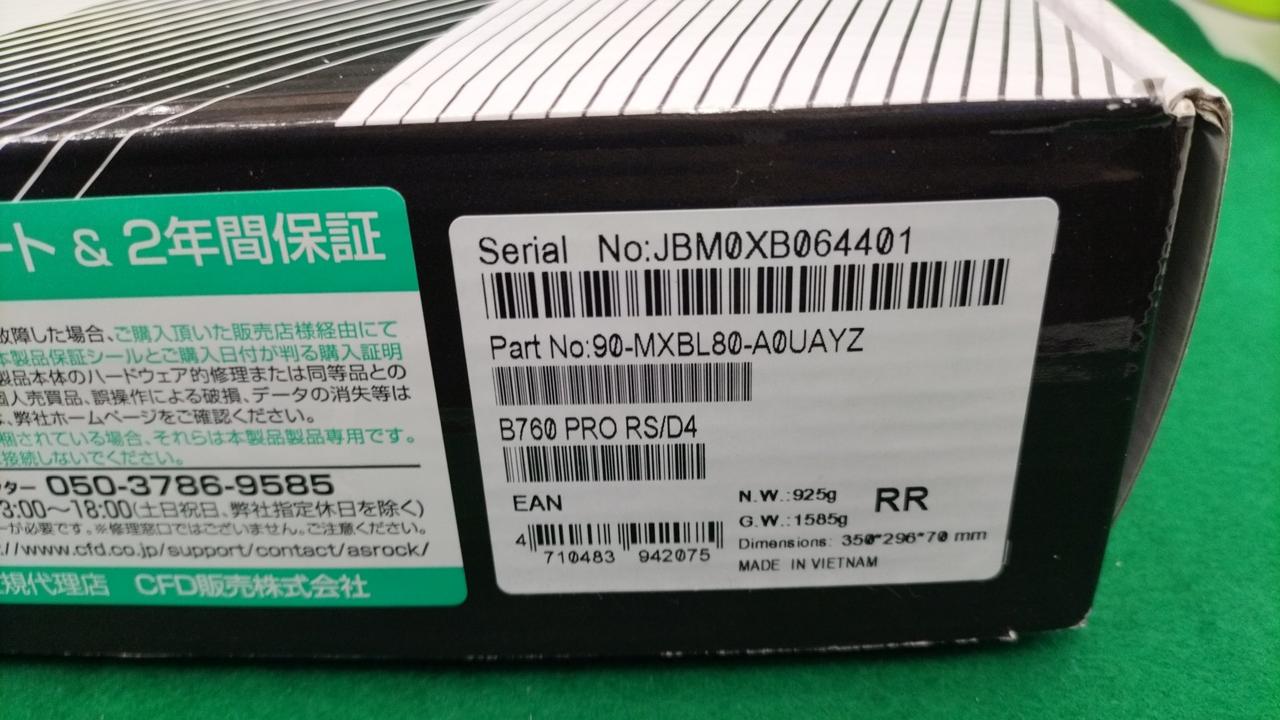 ート & 2年間保証
故障した場合、ご購入頂いた販売店様経由にて
本製品保証シールとご購入日付が判る購入証明
製品本体のハードウェア的修理または同等品との
個人売買品、誤操作による破損、データの消失等は
、弊社ホームページをご確認ください。
梱されている場合、それらは本製品製品専用です。
接続しないでください。
ター 050-3786-9585
3:00～18:00(土日祝日、弊社指定休日を除く)
ーが必要です。※修理窓口ではございません。ご注意ください。
://www.cfd.co.jp/support/contact/asrock/
規代理店 CFD販売株式会社
Serial No:JBM0XB064401
Part No:90-MXBL80-A0UAYZ
B760 PRO RS/D4
EAN
4 710483 942075
N.W.:925g
G.W.:1585g
RR
Dimensions: 350*296*70 mm
MADE IN VIETNAM